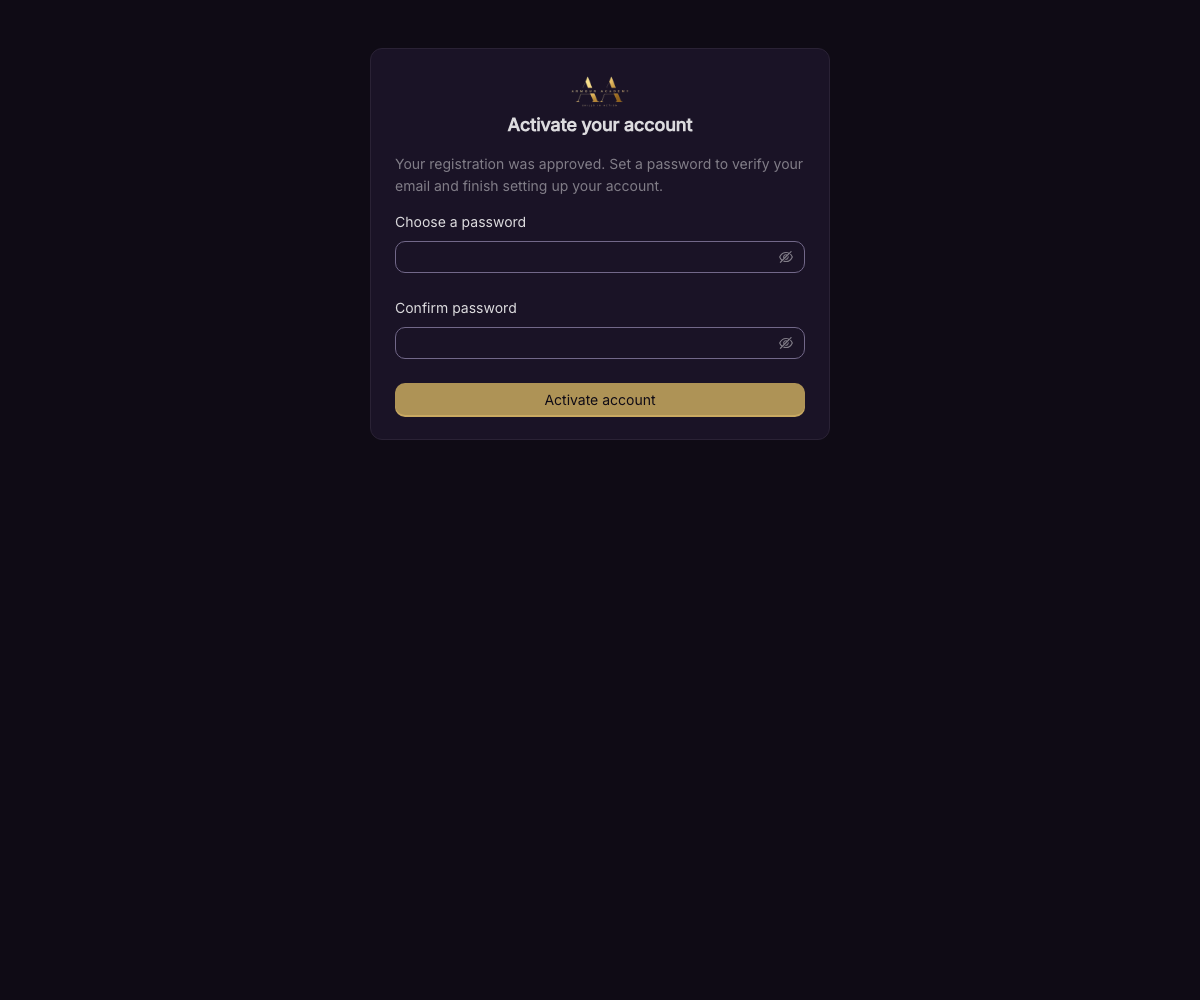 Activate your account
Your registration was approved. Set a password to verify your
email and finish setting up your account.
Choose a password
Confirm password
Activate account